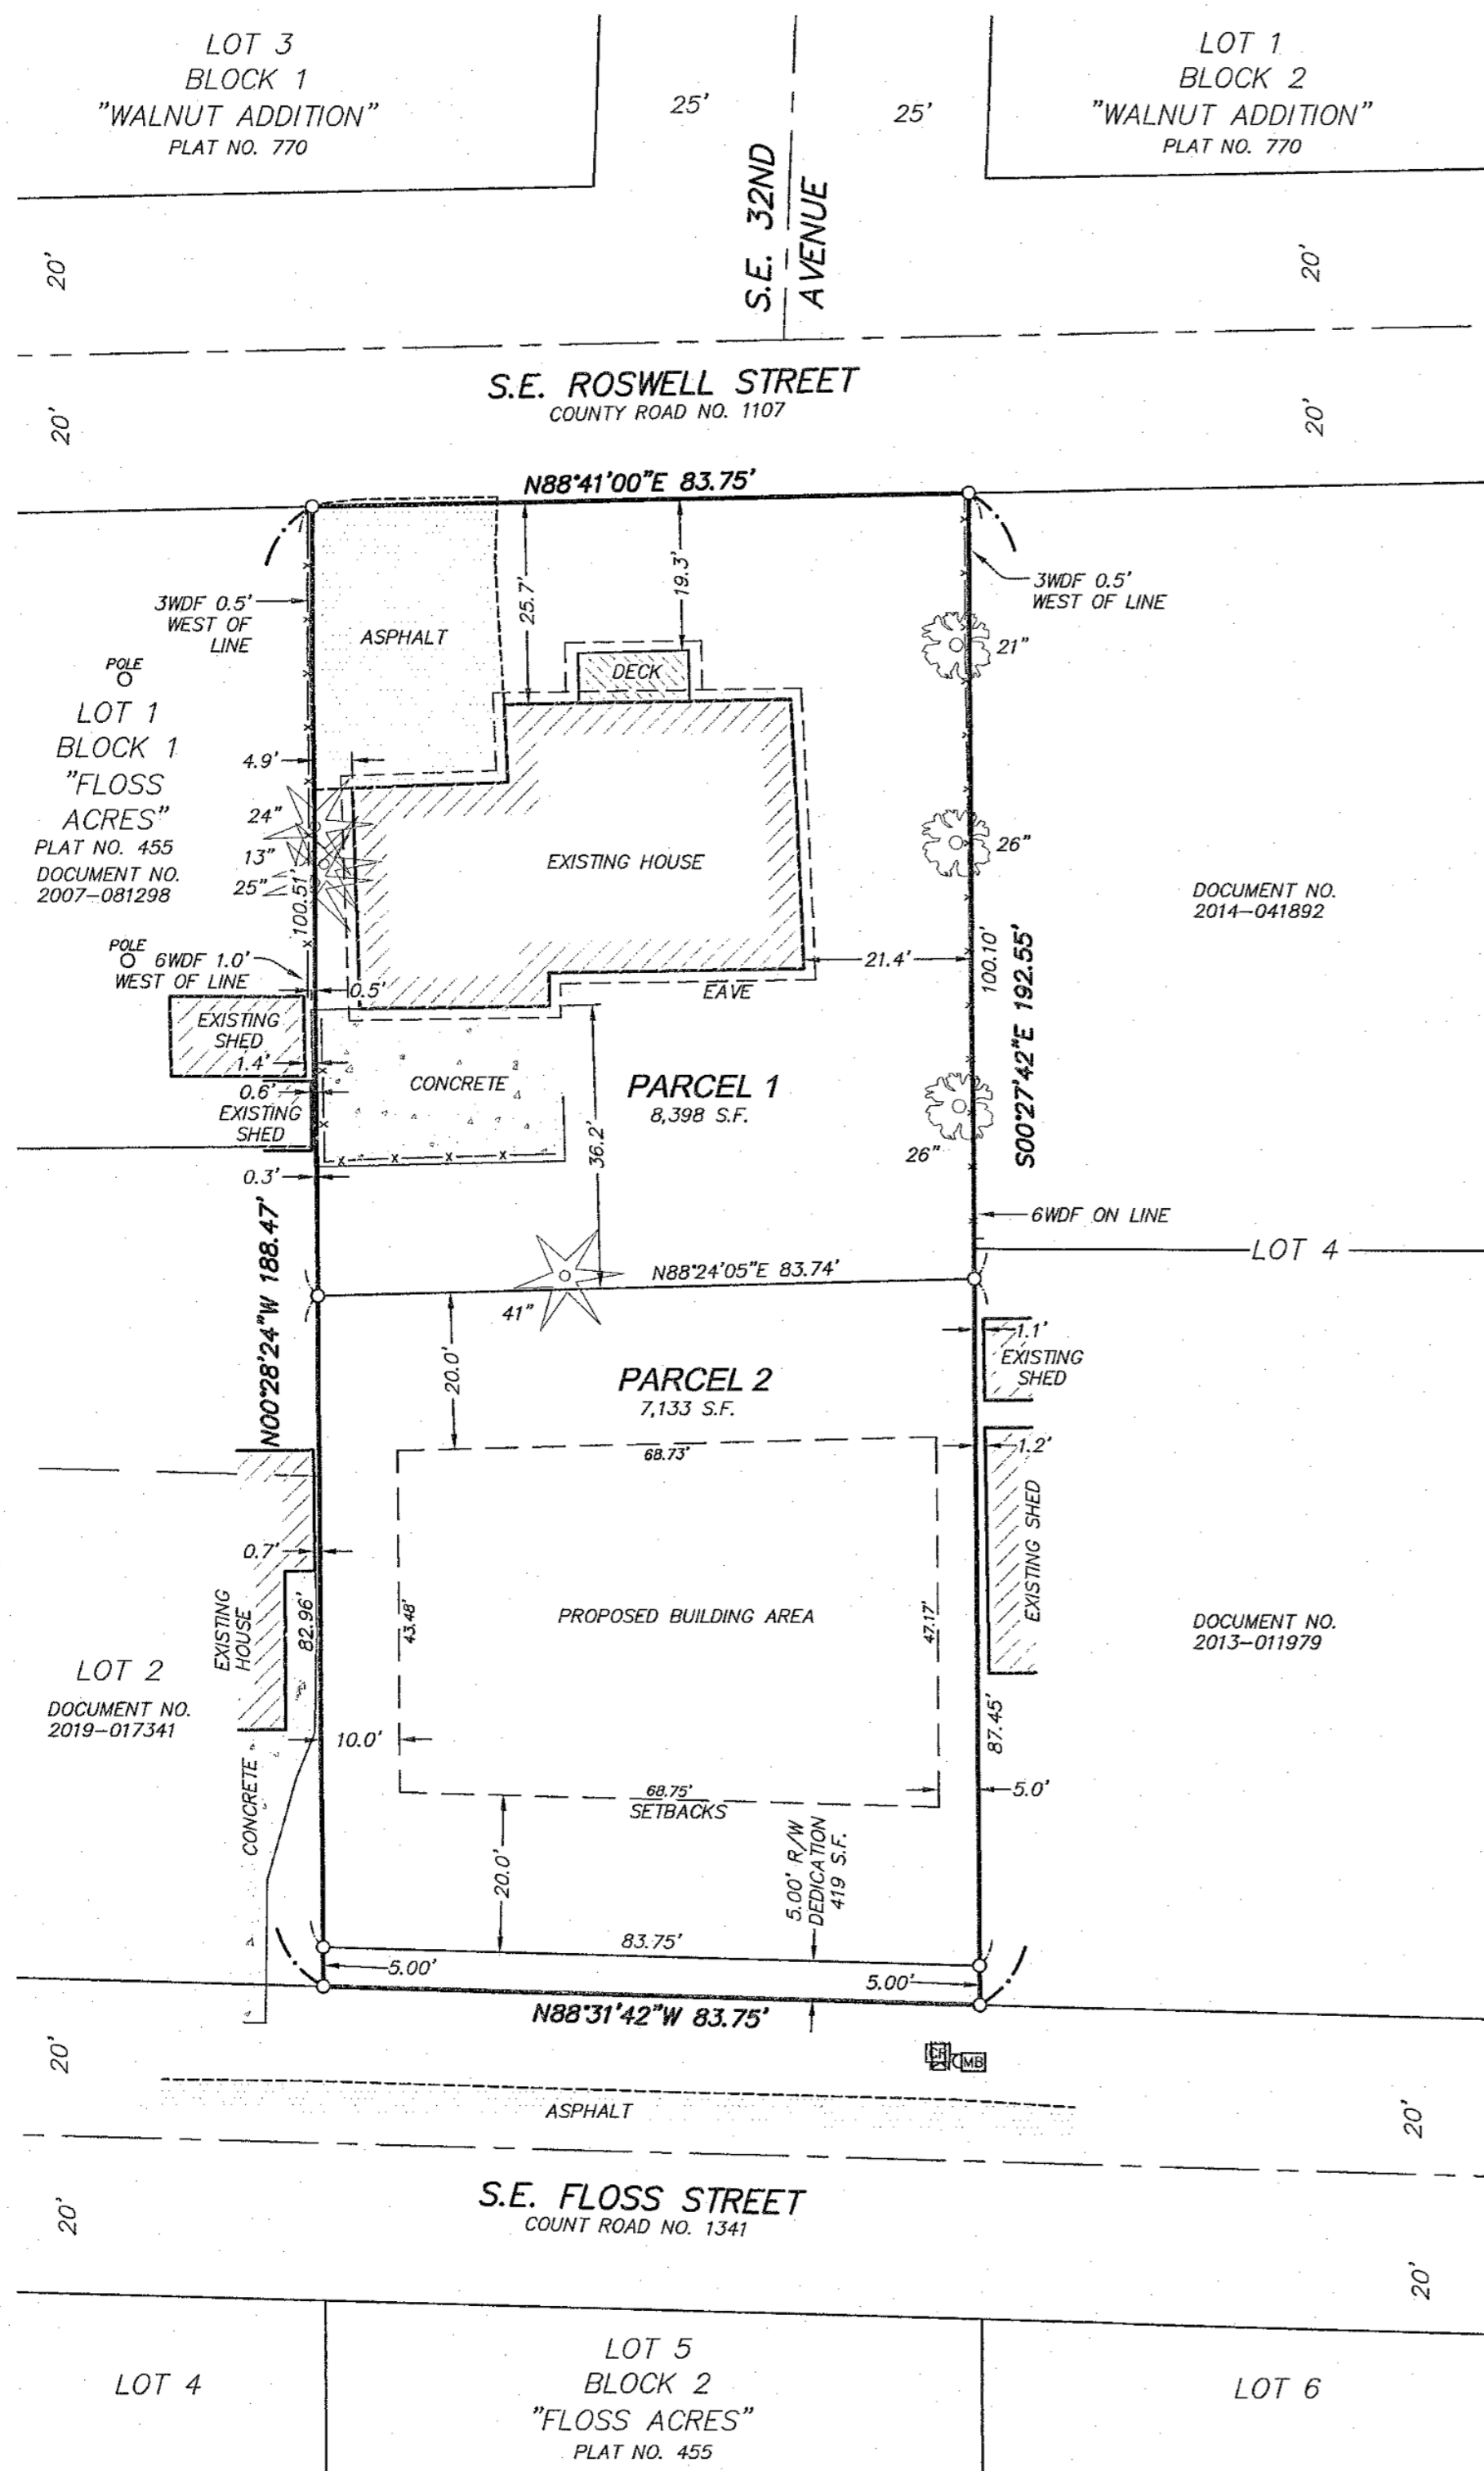 LOT 3
BLOCK 1
"WALNUT ADDITION"
PLAT NO. 770
25'
25'
LOT 1
BLOCK 2
"WALNUT ADDITION"
PLAT NO. 770
S.E. 32ND
AVENUE
20'
20'
S.E. ROSWELL STREET
COUNTY ROAD NO. 1107
20'
20'
N88°41'00"E 83.75'
3WDF 0.5'
WEST OF
LINE
3WDF 0.5'
WEST OF LINE
25.7'
19.3'
ASPHALT
DECK
21"
POLE
LOT 1
BLOCK 1
"FLOSS
ACRES"
PLAT NO. 455
DOCUMENT NO.
2007-081298
4.9'
24"
13"
25"
100.51'
EXISTING HOUSE
26"
DOCUMENT NO.
2014-041892
POLE
6WDF 1.0'
WEST OF LINE
0.5'
21.4'
EAVE
100.10'
S00°27'42"E 192.55'
EXISTING
SHED
1.4'
0.6'
EXISTING
SHED
CONCRETE
PARCEL 1
8,398 S.F.
36.2'
26"
0.3'
6WDF ON LINE
N00°28'24"W 188.47'
LOT 4
N88°24'05"E 83.74'
41"
20.0'
PARCEL 2
7,133 S.F.
1.1'
EXISTING
SHED
68.73'
1.2'
EXISTING SHED
0.7'
EXISTING
HOUSE
82.96'
43.48'
PROPOSED BUILDING AREA
47.17'
DOCUMENT NO.
2013-011979
LOT 2
DOCUMENT NO.
2019-017341
87.45'
10.0'
CONCRETE
68.75'
SETBACKS
5.0'
20.0'
5.00' R/W
DEDICATION
419 S.F.
83.75'
5.00'
5.00'
N88°31'42"W 83.75'
20'
CR
MB
ASPHALT
20'
S.E. FLOSS STREET
COUNT ROAD NO. 1341
20'
20'
LOT 4
LOT 5
BLOCK 2
"FLOSS ACRES"
PLAT NO. 455
LOT 6